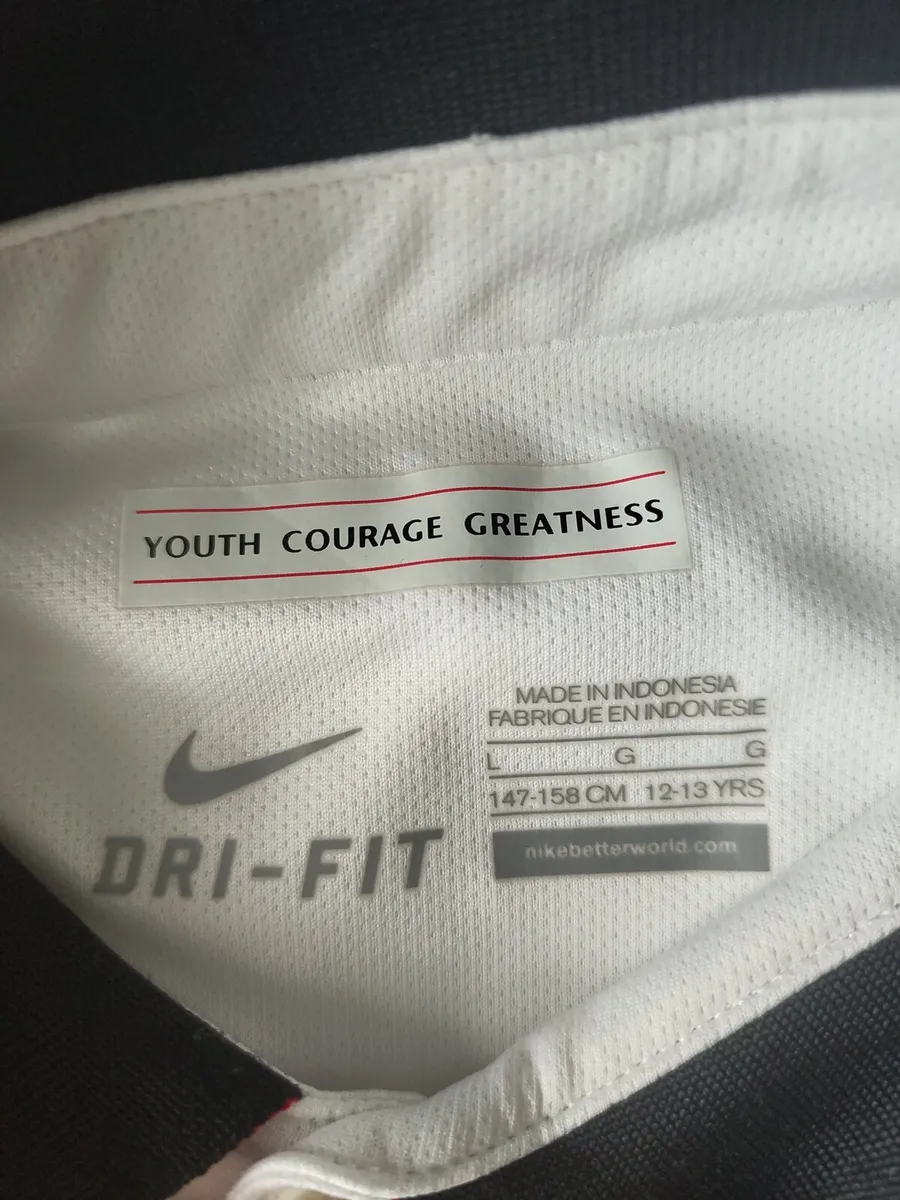 YOUTH COURAGE GREATNESS
MADE IN INDONESIA
FABRIQUE EN INDONESIE
L G G
147-158 CM 12-13 YRS
DRI-FIT
nikebetterworld.com